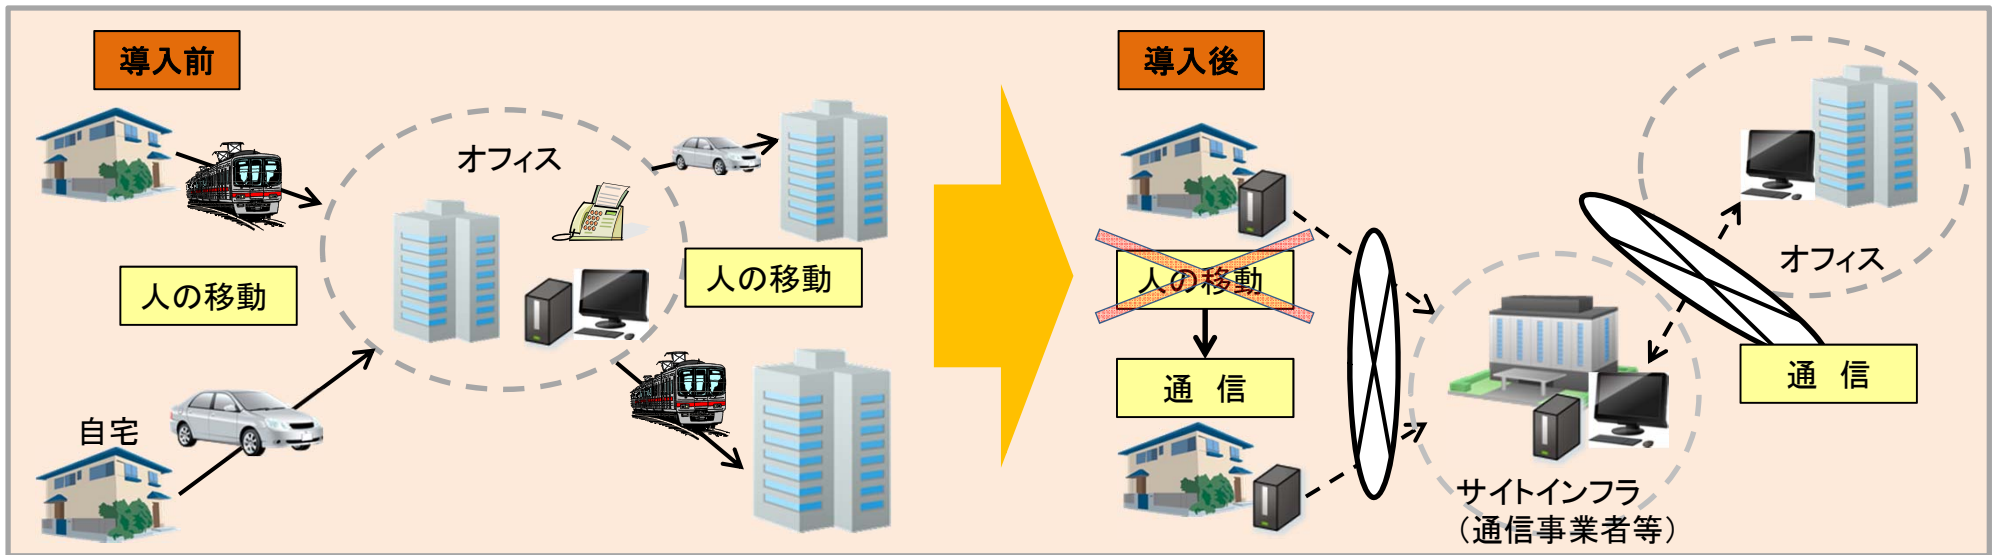 導入前
オフィス
人の移動
人の移動
自宅
導入後
人の移動
通 信
オフィス
通 信
サイトインフラ
（通信事業者等）